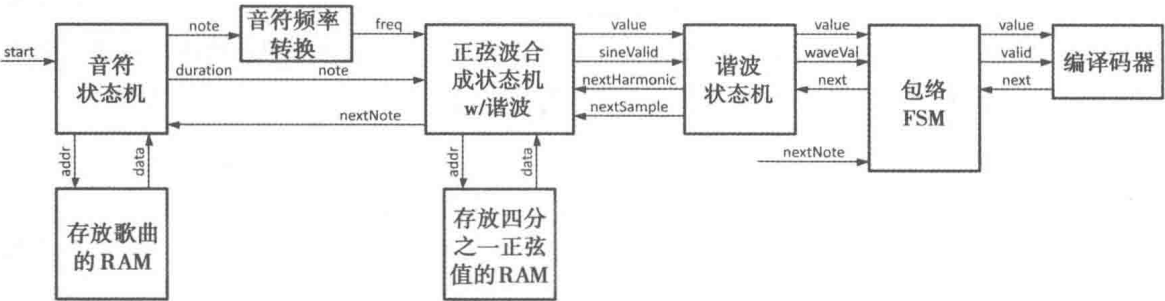 start
音符
状态机
note
音符频率
转换
freq
duration
note
nextNote
addr
data
存放歌曲
的RAM
正弦波合
成状态机
w/谐波
addr
data
存放四分
之一正弦
值的RAM
value
sineValid
nextHarmonic
nextSample
谐波
状态机
value
waveVal
next
nextNote
包络
FSM
value
valid
next
编译码器